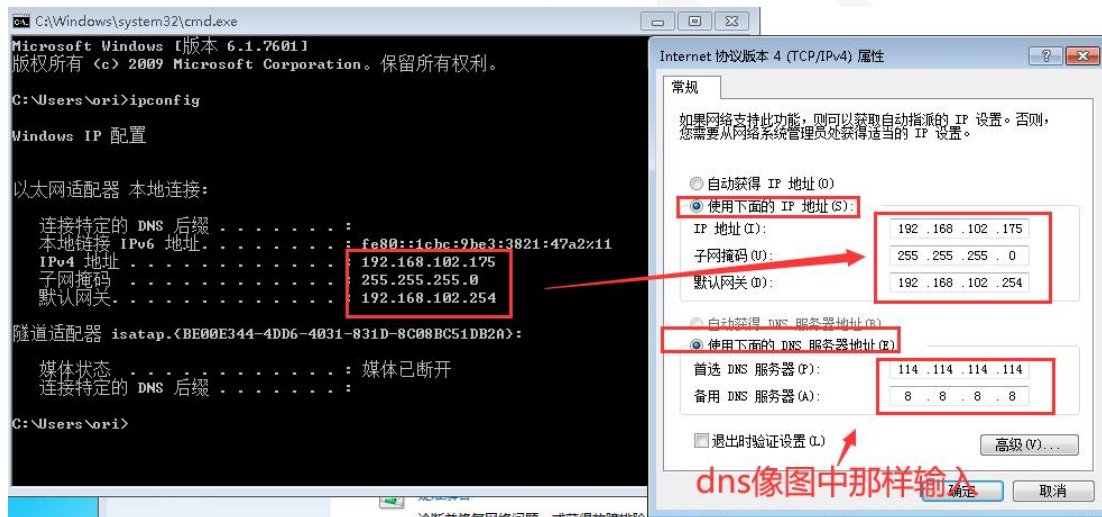 C:\Windows\system32\cmd.exe
Microsoft Windows [版本 6.1.7601]
版权所有 (c) 2009 Microsoft Corporation。保留所有权利。
C:\Users\ori>ipconfig
Windows IP 配置
以太网适配器 本地连接:
连接特定的 DNS 后缀 . . . . . . . :
本地链接 IPv6 地址. . . . . . . . : fe80::1cbc:9be3:3821:47a2%11
IPv4 地址 . . . . . . . . . . . . : 192.168.102.175
子网掩码 . . . . . . . . . . . . : 255.255.255.0
默认网关. . . . . . . . . . . . . : 192.168.102.254
隧道适配器 isatap.{BE00E344-4DD6-4031-831D-8C08BC51DB2A}:
媒体状态 . . . . . . . . . . . . : 媒体已断开
连接特定的 DNS 后缀 . . . . . . . :
C:\Users\ori>
Internet 协议版本 4 (TCP/IPv4) 属性
常规
如果网络支持此功能，则可以获取自动指派的 IP 设置。否则，
您需要从网络系统管理员处获得适当的 IP 设置。
自动获得 IP 地址(O)
使用下面的 IP 地址(S):
IP 地址(I): 192 .168 .102 .175
子网掩码(U): 255 .255 .255 . 0
默认网关(D): 192 .168 .102 .254
自动获得 DNS 服务器地址(B)
使用下面的 DNS 服务器地址(E)
首选 DNS 服务器(P): 114 .114 .114 .114
备用 DNS 服务器(A): 8 . 8 . 8 . 8
退出时验证设置(L)
高级(V)...
dns像图中那样输入
确定
取消